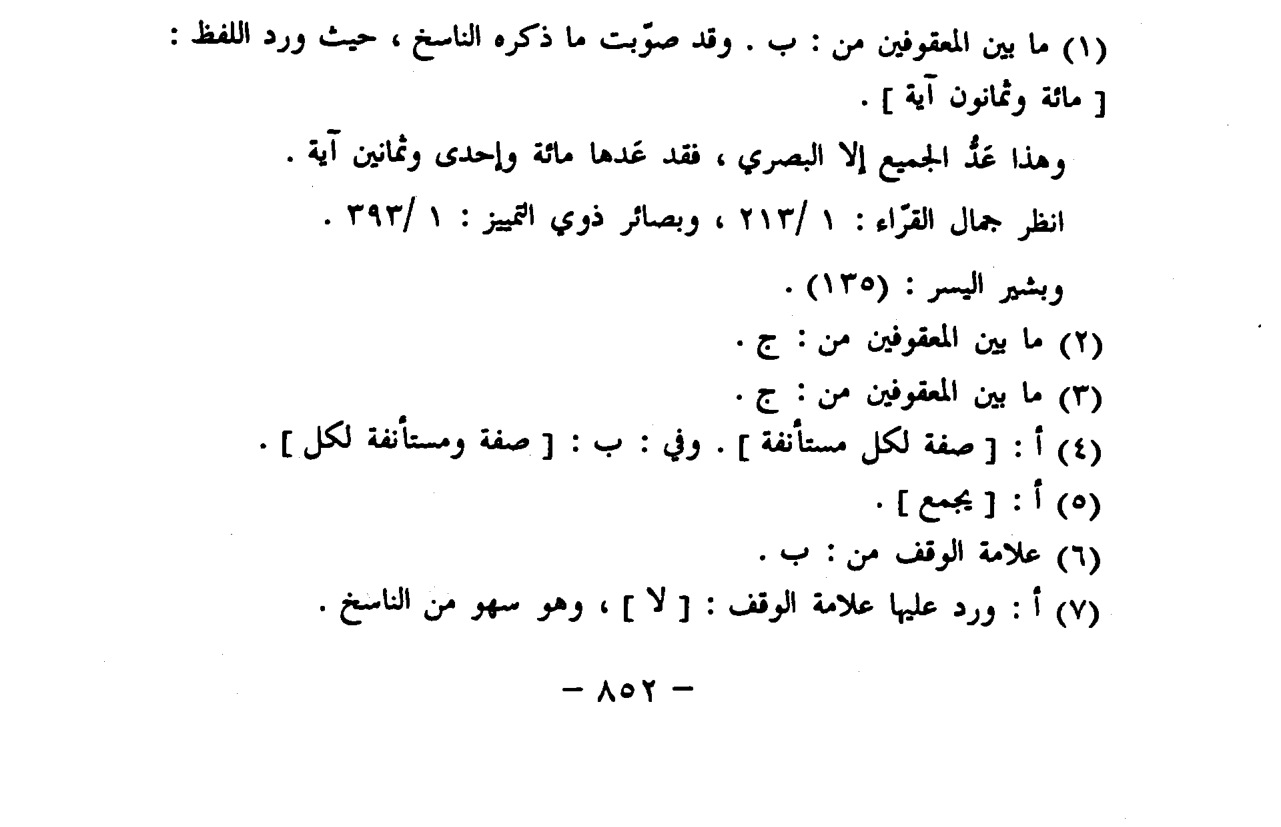 (١) ما بين المعقوفين من : ب . وقد صوّبت ما ذكره الناسخ ، حيث ورد اللفظ :
[ مائة وثمانون آية ] .
وهذا عَدُّ الجميع إلا البصري ، فقد عَدها مائة وإحدى وثمانين آية .
انظر جمال القرّاء : ١ /٢١٣ ، وبصائر ذوي التمييز : ١ /٣٩٣ .
وبشير اليسر : (١٣٥) .
(٢) ما بين المعقوفين من : ج .
(٣) ما بين المعقوفين من : ج .
(٤) أ : [ صفة لكل مستأنفة ] . وفي : ب : [ صفة ومستأنفة لكل ] .
(٥) أ : [ يجمع ] .
(٦) علامة الوقف من : ب .
(٧) أ : ورد عليها علامة الوقف : [ لا ] ، وهو سهو من الناسخ .
– ٨٥٢ –